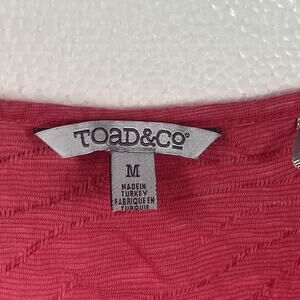 TOAD&CO®
M
MADE IN
TURKEY
FABRIQUE EN
TURQUIE